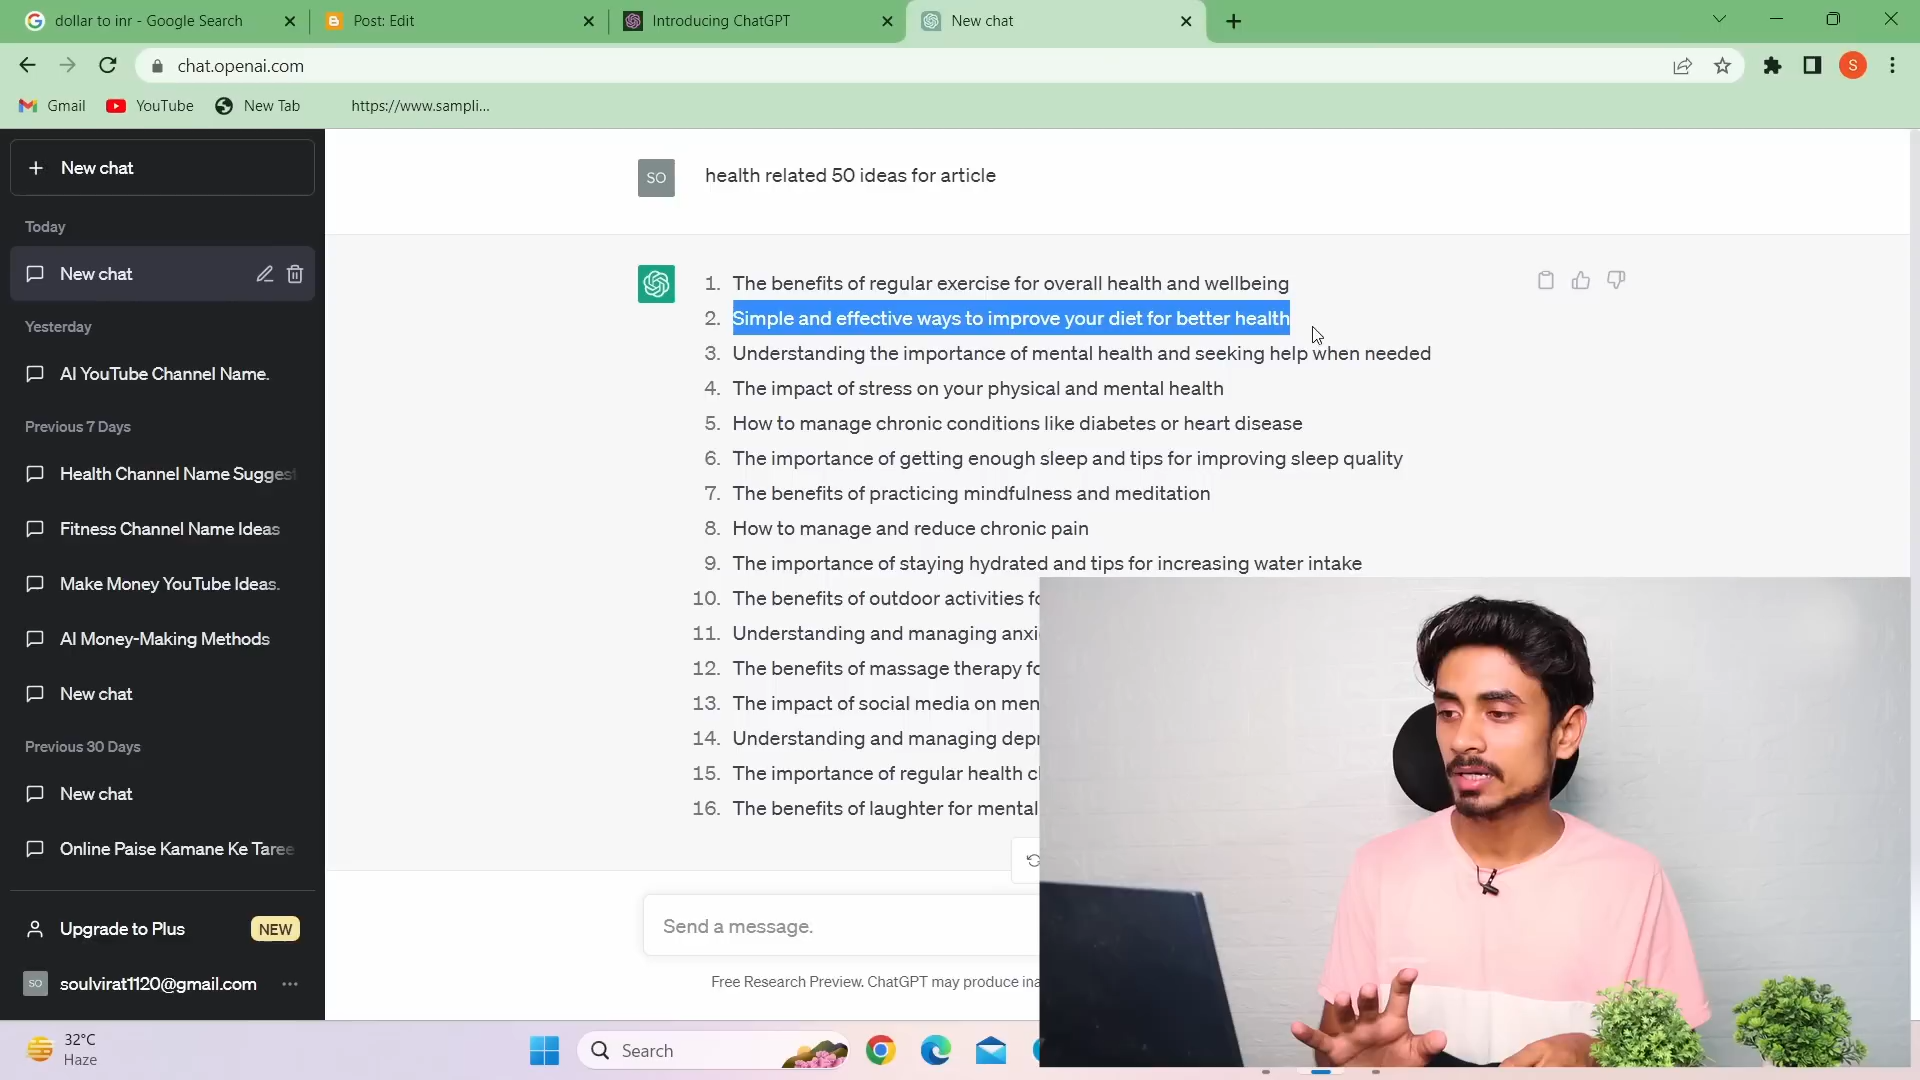 dollar to inr - Google Search
Post: Edit
Introducing ChatGPT
New chat
chat.openai.com
S
Gmail
YouTube
New Tab
https://www.sampli...
New chat
Today
New chat
Yesterday
AI YouTube Channel Name.
Previous 7 Days
Health Channel Name Suggest
Fitness Channel Name Ideas
Make Money YouTube Ideas.
AI Money-Making Methods
New chat
Previous 30 Days
New chat
Online Paise Kamane Ke Taree
Upgrade to Plus NEW
SO soulvirat1120@gmail.com
SO health related 50 ideas for article
1. The benefits of regular exercise for overall health and wellbeing
2. Simple and effective ways to improve your diet for better health
3. Understanding the importance of mental health and seeking help when needed
4. The impact of stress on your physical and mental health
5. How to manage chronic conditions like diabetes or heart disease
6. The importance of getting enough sleep and tips for improving sleep quality
7. The benefits of practicing mindfulness and meditation
8. How to manage and reduce chronic pain
9. The importance of staying hydrated and tips for increasing water intake
10. The benefits of outdoor activities fo
11. Understanding and managing anxi
12. The benefits of massage therapy fo
13. The impact of social media on men
14. Understanding and managing depr
15. The importance of regular health c
16. The benefits of laughter for mental
Send a message.
Free Research Preview. ChatGPT may produce ina
32°C
Haze
Search